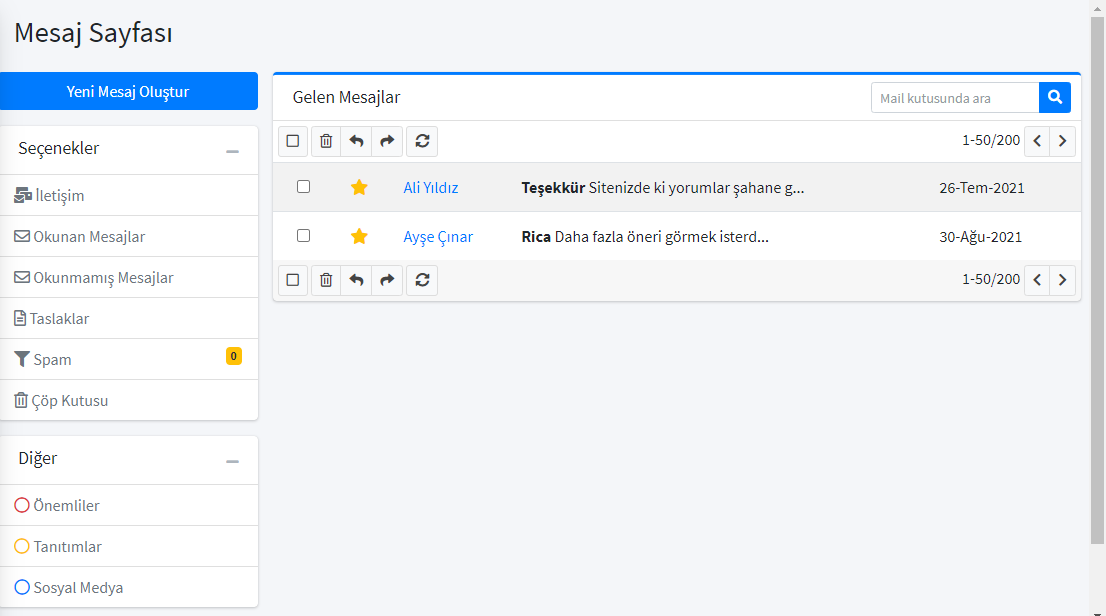 Mesaj Sayfası
Yeni Mesaj Oluştur
Seçenekler
İletişim
Okunan Mesajlar
Okunmamış Mesajlar
Taslaklar
Spam 0
Çöp Kutusu
Diğer
Önemliler
Tanıtımlar
Sosyal Medya
Gelen Mesajlar Mail kutusunda ara
1-50/200
Ali Yıldız Teşekkür Sitenizde ki yorumlar şahane g... 26-Tem-2021
Ayşe Çınar Rica Daha fazla öneri görmek isterd... 30-Ağu-2021
1-50/200